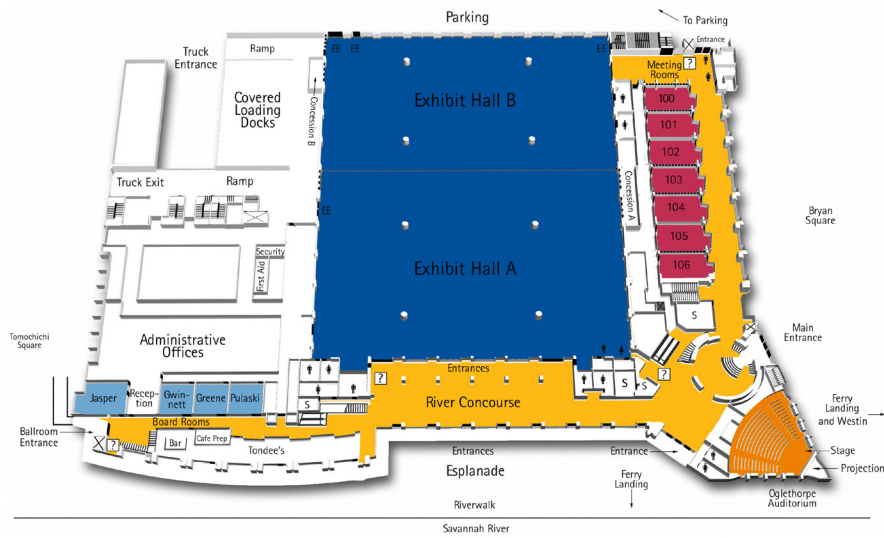 Parking
To Parking
Entrance
?
Truck
Entrance
Ramp
EE
EE
EE
Meeting
Rooms
Covered
Loading
Docks
Concession B
Exhibit Hall B
100
101
102
103
104
105
106
Concession A
Truck Exit
Ramp
EE
Bryan
Square
Security
First Aid
Exhibit Hall A
S
Tomochichi
Square
Administrative
Offices
Main
Entrance
Entrances
?
?
S
S
Jasper
Recep-
tion
Gwin-
nett
Greene
Pulaski
S
River Concourse
Board Rooms
Ballroom
Entrance
?
Bar
Cafe Prep
Tondee's
Entrances
Entrance
Ferry
Landing
and Westin
Stage
Projection
Esplanade
Ferry
Landing
Oglethorpe
Auditorium
Riverwalk
Savannah River